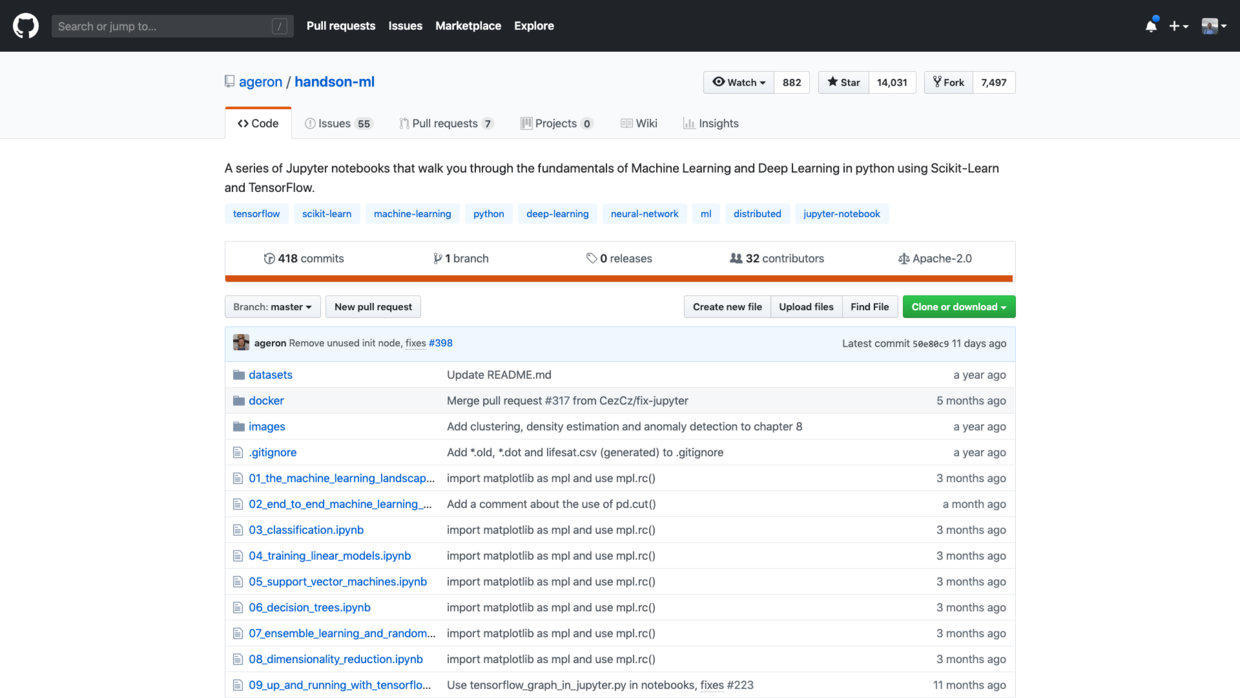 Search or jump to... / Pull requests Issues Marketplace Explore
ageron / handson-ml Watch 882 Star 14,031 Fork 7,497
Code Issues 55 Pull requests 7 Projects 0 Wiki Insights
A series of Jupyter notebooks that walk you through the fundamentals of Machine Learning and Deep Learning in python using Scikit-Learn
and TensorFlow.
tensorflow scikit-learn machine-learning python deep-learning neural-network ml distributed jupyter-notebook
418 commits 1 branch 0 releases 32 contributors Apache-2.0
Branch: master New pull request Create new file Upload files Find File Clone or download
ageron Remove unused init node, fixes #398 Latest commit 50e80c9 11 days ago
datasets Update README.md a year ago
docker Merge pull request #317 from CezCz/fix-jupyter 5 months ago
images Add clustering, density estimation and anomaly detection to chapter 8 a year ago
.gitignore Add *.old, *.dot and lifesat.csv (generated) to .gitignore a year ago
01_the_machine_learning_landscap... import matplotlib as mpl and use mpl.rc() 3 months ago
02_end_to_end_machine_learning_... Add a comment about the use of pd.cut() a month ago
03_classification.ipynb import matplotlib as mpl and use mpl.rc() 3 months ago
04_training_linear_models.ipynb import matplotlib as mpl and use mpl.rc() 3 months ago
05_support_vector_machines.ipynb import matplotlib as mpl and use mpl.rc() 3 months ago
06_decision_trees.ipynb import matplotlib as mpl and use mpl.rc() 3 months ago
07_ensemble_learning_and_random... import matplotlib as mpl and use mpl.rc() 3 months ago
08_dimensionality_reduction.ipynb import matplotlib as mpl and use mpl.rc() 3 months ago
09_up_and_running_with_tensorflo... Use tensorflow_graph_in_jupyter.py in notebooks, fixes #223 11 months ago